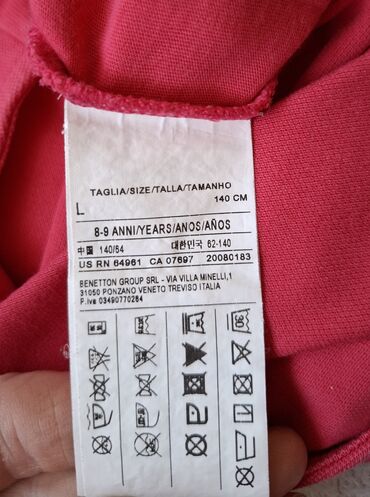 TAGLIA/SIZE/TALLA/TAMANHO
L 140 CM
8-9 ANNI/YEARS/ANOS/AÑOS
中國 140/64 대한민국 62-140
US RN 64961 CA 07697 20080183
BENETTON GROUP SRL - VIA VILLA MINELLI,1
31050 PONZANO VENETO TREVISO ITALIA
P.iva 03490770264